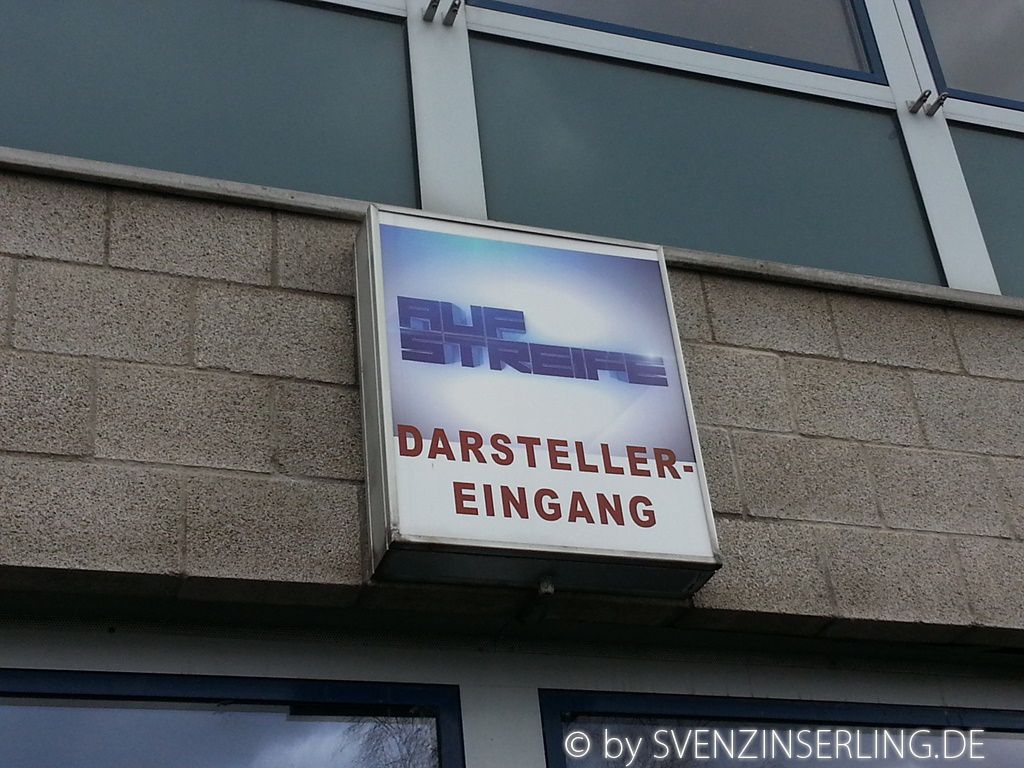 AUF
STREIFE
DARSTELLER-
EINGANG
© by SVENZINSERLING.DE